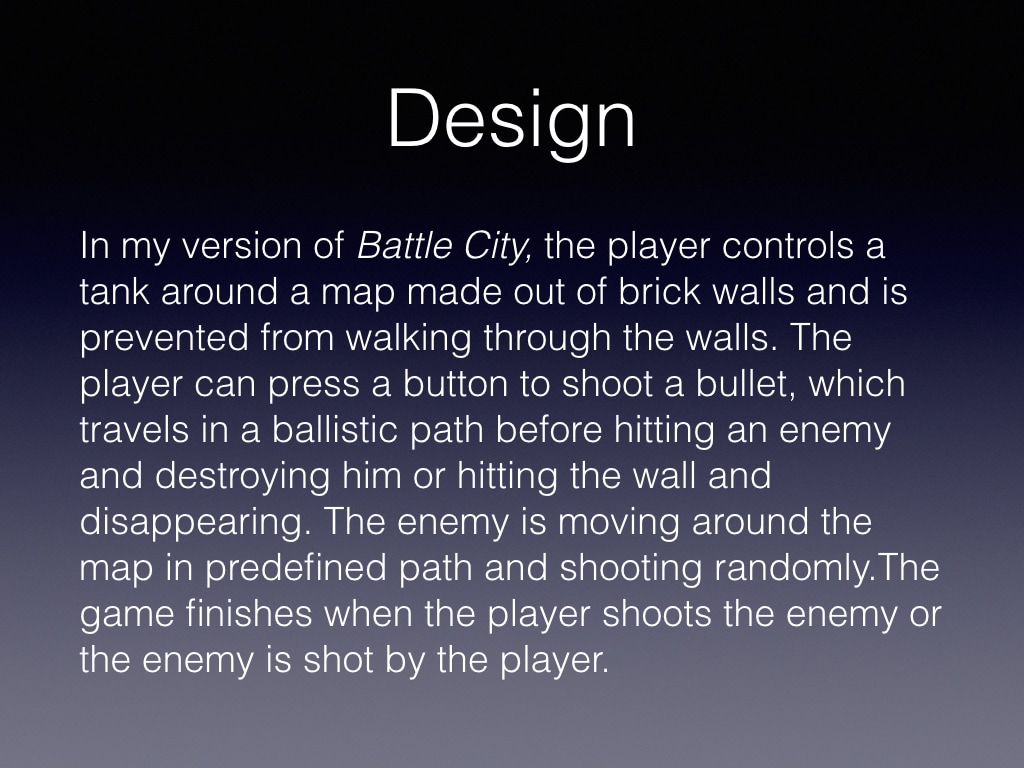 Design
In my version of Battle City, the player controls a
tank around a map made out of brick walls and is
prevented from walking through the walls. The
player can press a button to shoot a bullet, which
travels in a ballistic path before hitting an enemy
and destroying him or hitting the wall and
disappearing. The enemy is moving around the
map in predefined path and shooting randomly.The
game finishes when the player shoots the enemy or
the enemy is shot by the player.